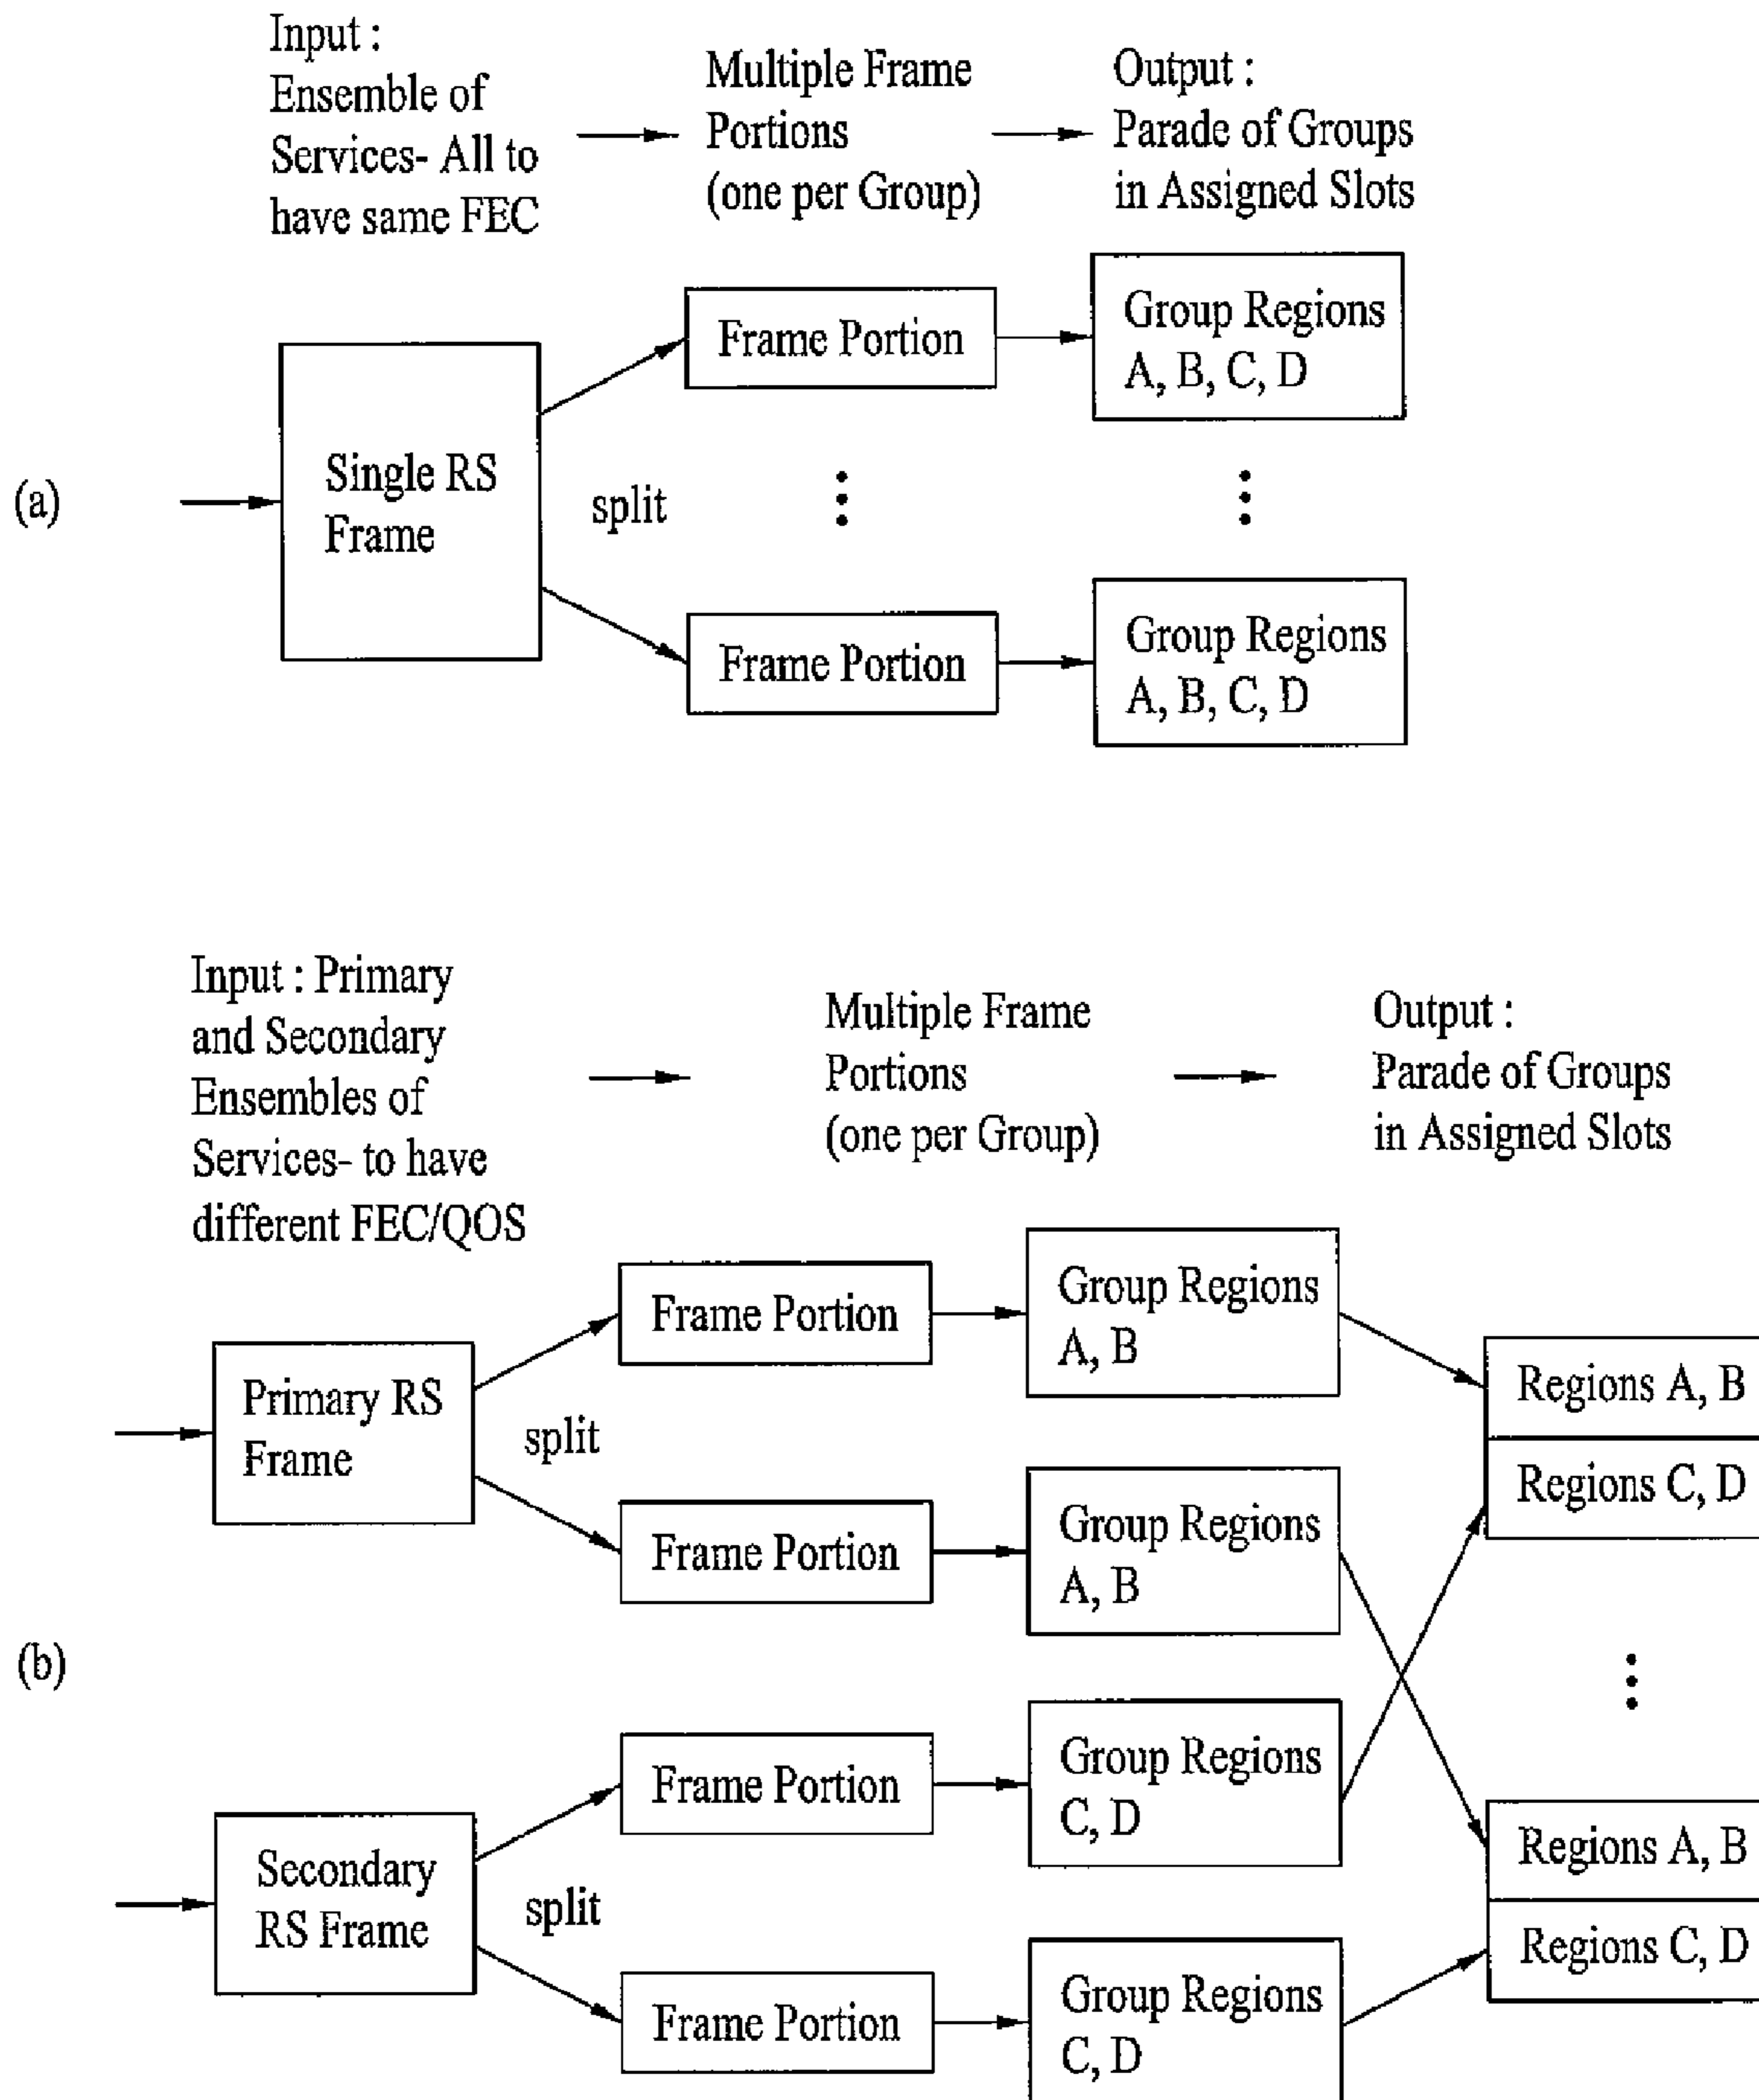 Input :
Ensemble of
Services- All to
have same FEC
Multiple Frame
Portions
(one per Group)
Output :
Parade of Groups
in Assigned Slots
(a)
Single RS
Frame
split
Frame Portion
Group Regions
A, B, C, D
Frame Portion
Group Regions
A, B, C, D
Input : Primary
and Secondary
Ensembles of
Services- to have
different FEC/QOS
Multiple Frame
Portions
(one per Group)
Output :
Parade of Groups
in Assigned Slots
(b)
Primary RS
Frame
split
Frame Portion
Group Regions
A, B
Frame Portion
Group Regions
A, B
Regions A, B
Regions C, D
Secondary
RS Frame
split
Frame Portion
Group Regions
C, D
Frame Portion
Group Regions
C, D
Regions A, B
Regions C, D